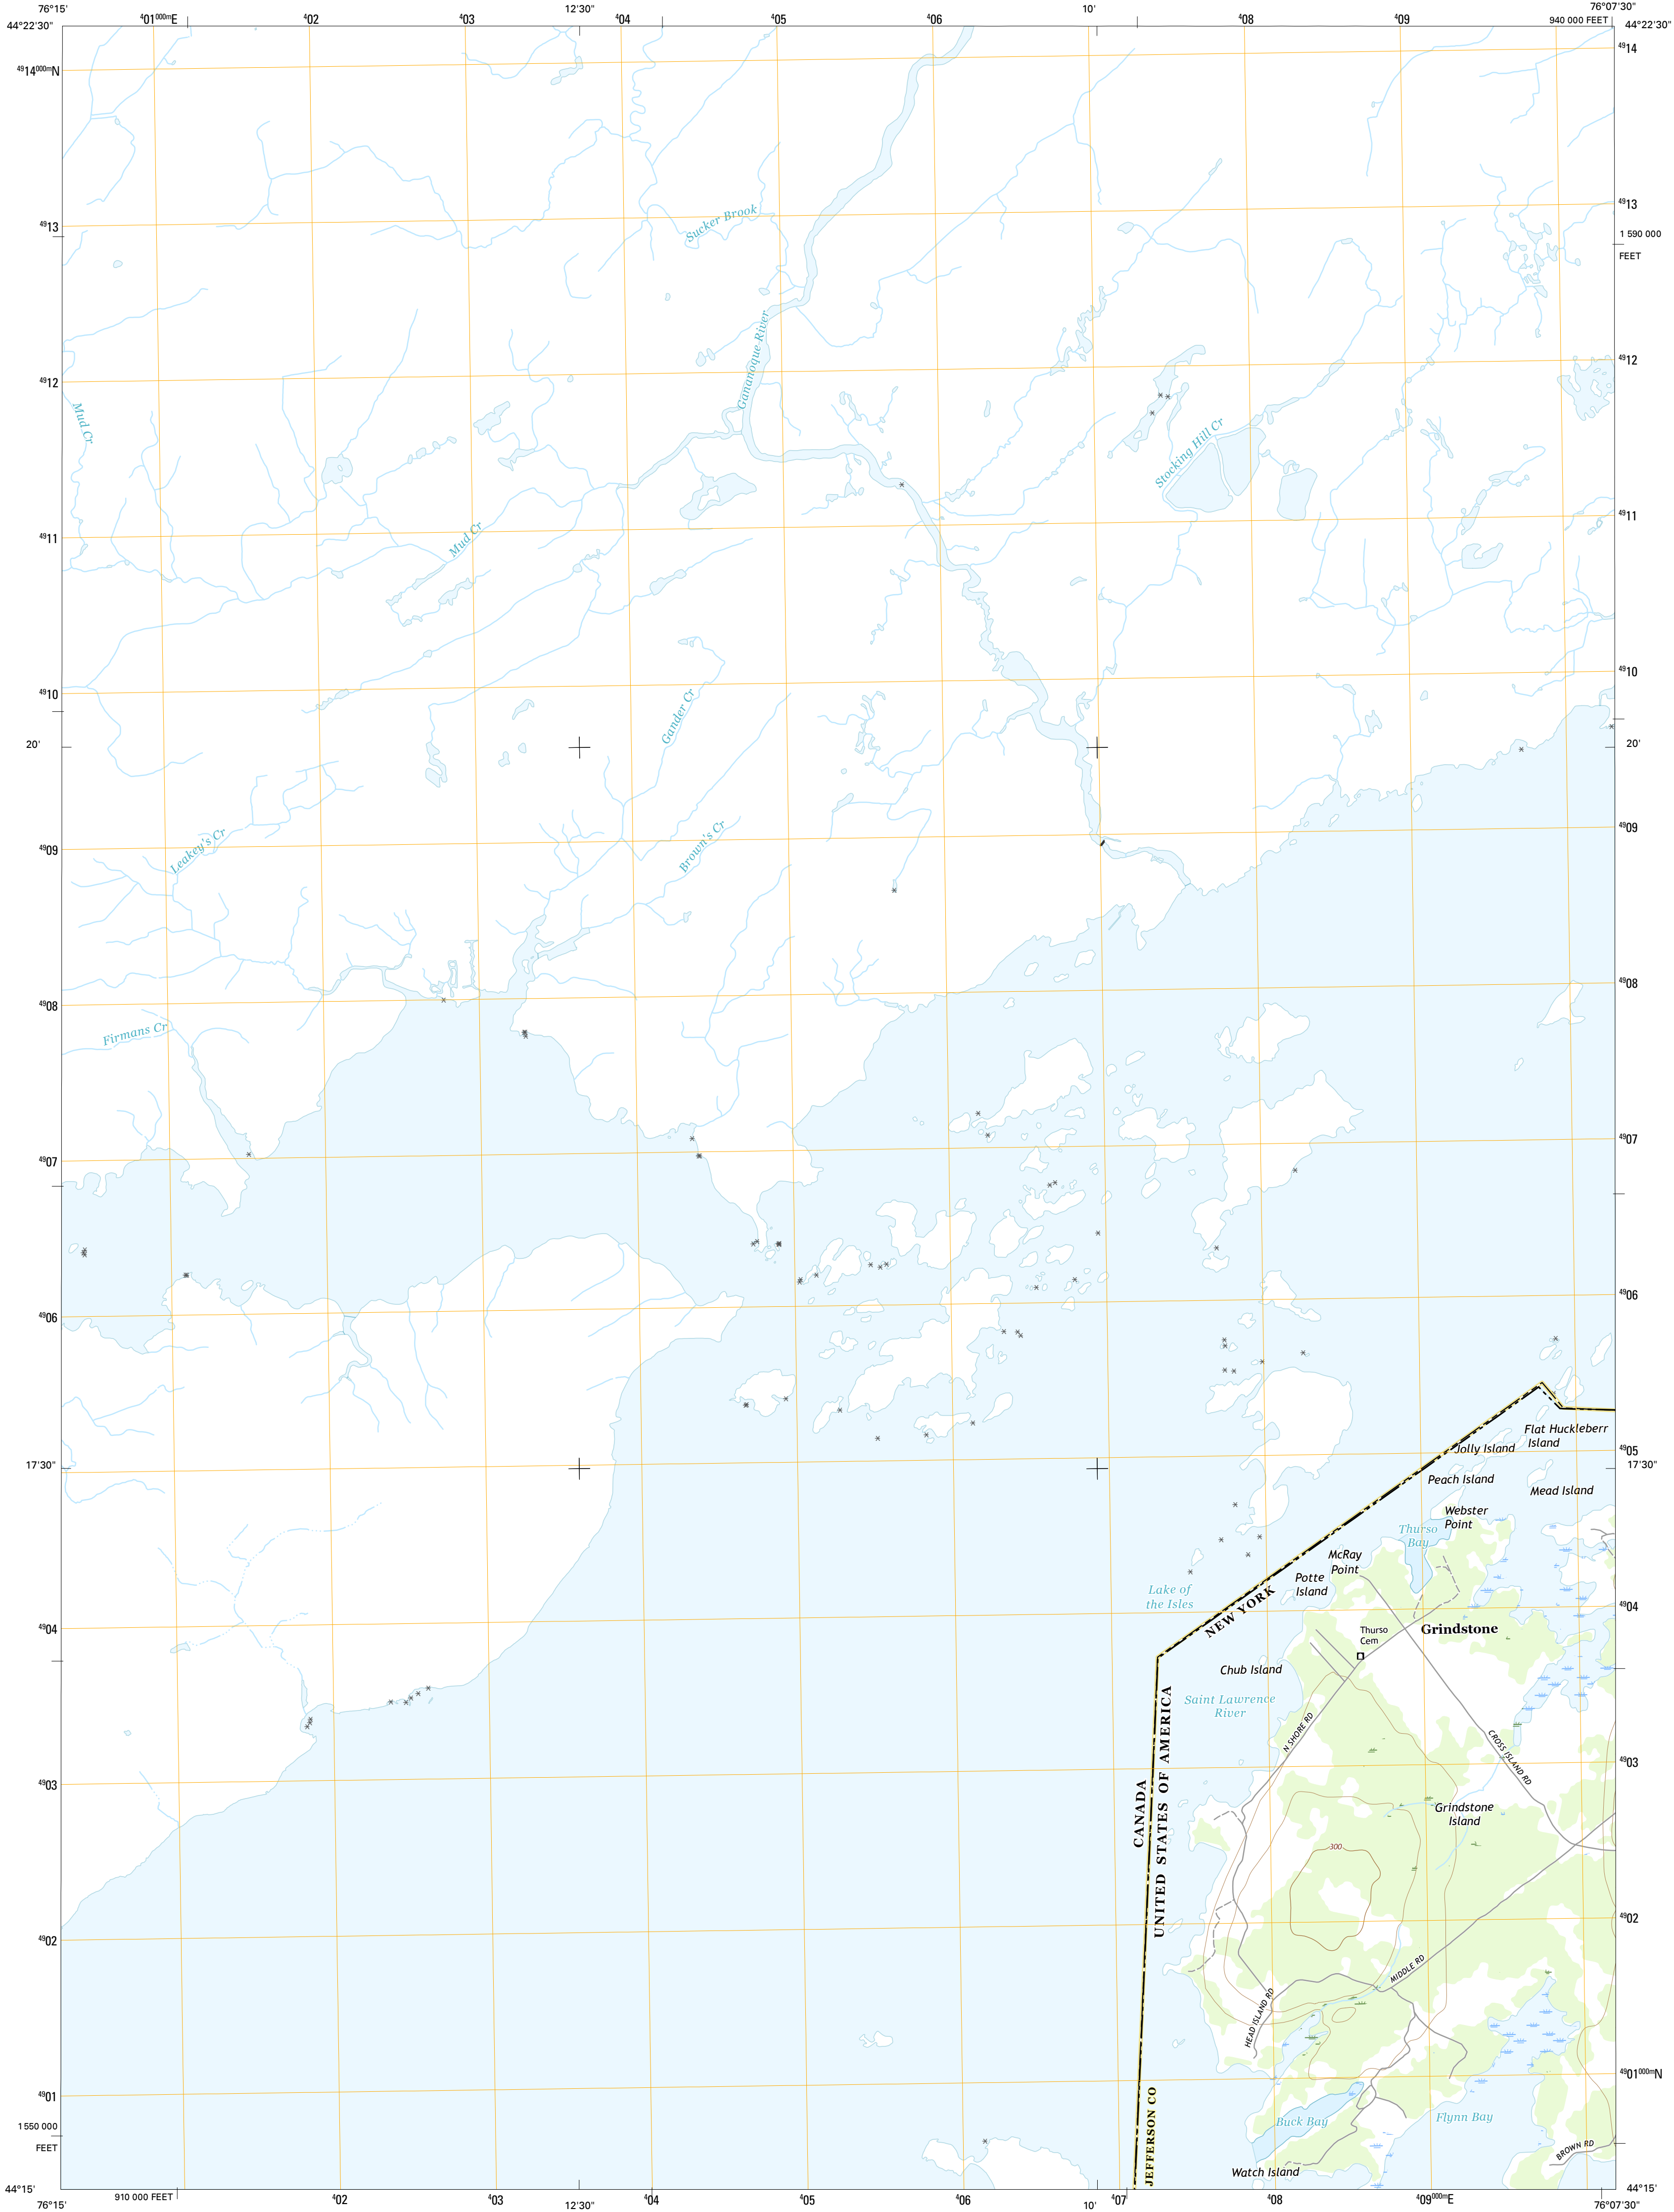 76°15'
⁴01⁰⁰⁰ᵐE
⁴02
⁴03
12'30"
⁴04
⁴05
⁴06
10'
⁴08
⁴09
940 000 FEET
76°07'30"
44°22'30"
44°22'30"
⁴⁹14⁰⁰⁰ᵐN
⁴⁹14
Sucker Brook
⁴⁹13
⁴⁹13
1 590 000
FEET
Gananoque River
⁴⁹12
⁴⁹12
Mud Cr
Stocking Hill Cr
Mud Cr
⁴⁹11
⁴⁹11
⁴⁹10
⁴⁹10
Gander Cr
20'
20'
Leakey's Cr
Brown's Cr
⁴⁹09
⁴⁹09
⁴⁹08
⁴⁹08
Firmans Cr
⁴⁹07
⁴⁹07
⁴⁹06
⁴⁹06
Flat Huckleberr
Island
Jolly Island
⁴⁹05
17'30"
17'30"
Peach Island
Mead Island
Webster
Point
Thurso
Bay
McRay
Point
Potte
Island
Lake of
the Isles
NEW YORK
⁴⁹04
⁴⁹04
Grindstone
Thurso
Cem
Chub Island
Saint Lawrence
River
N SHORE RD
CROSS ISLAND RD
⁴⁹03
⁴⁹03
CANADA
UNITED STATES OF AMERICA
Grindstone
Island
300
⁴⁹02
⁴⁹02
MIDDLE RD
HEAD ISLAND RD
⁴⁹01
⁴⁹01⁰⁰⁰ᵐN
1 550 000
FEET
JEFFERSON CO
Buck Bay
Flynn Bay
BROWN RD
Watch Island
44°15'
44°15'
76°15'
910 000 FEET
⁴02
⁴03
12'30"
⁴04
⁴05
⁴06
10'
⁴07
⁴08
⁴09⁰⁰⁰ᵐE
76°07'30"